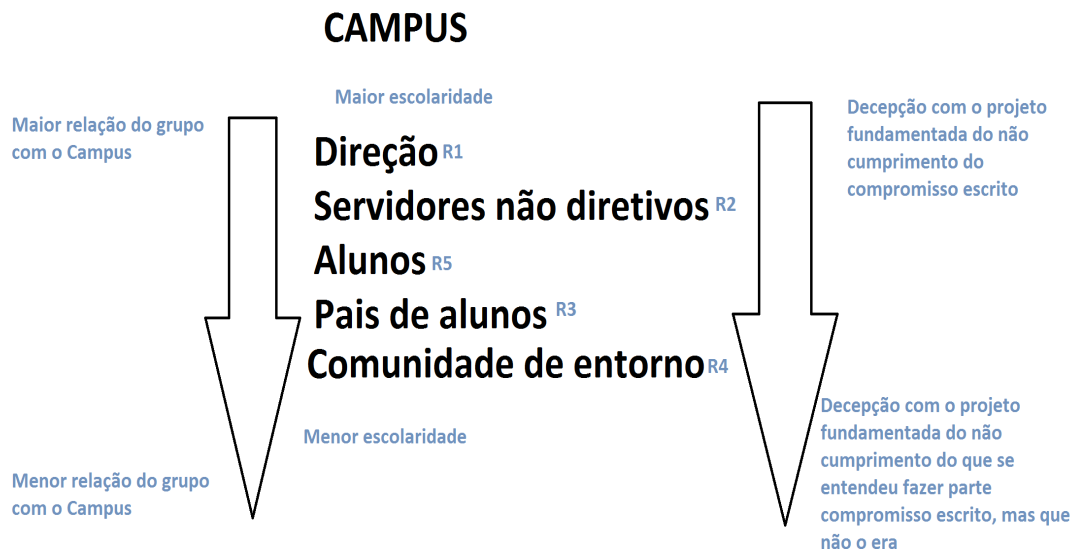 CAMPUS
Maior escolaridade
Maior relação do grupo
com o Campus
Direção R1
Servidores não diretivos R2
Alunos R5
Pais de alunos R3
Comunidade de entorno R4
Menor escolaridade
Menor relação do grupo
com o Campus
Decepção com o projeto
fundamentada do não
cumprimento do
compromisso escrito
Decepção com o projeto
fundamentada do não
cumprimento do que se
entendeu fazer parte
compromisso escrito, mas que
não o era